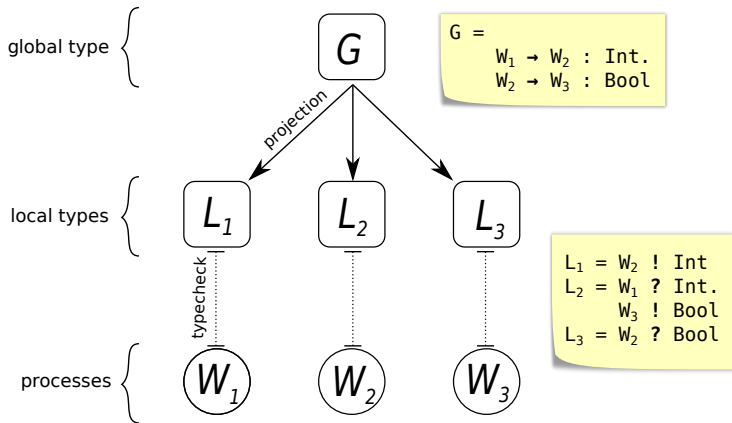 global type
G
G =
W₁ → W₂ : Int.
W₂ → W₃ : Bool
projection
local types
L₁
L₂
L₃
L₁ = W₂ ! Int
L₂ = W₁ ? Int.
W₃ ! Bool
L₃ = W₂ ? Bool
typecheck
processes
W₁
W₂
W₃